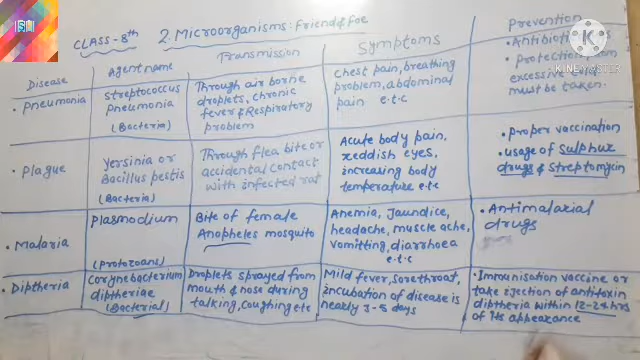 CLASS-8th
2. Microorganisms: Friend & Foe
Disease
Agent name
Transmission
Symptoms
Prevention
• Pneumonia
Streptococcus
pneumonia
(Bacteria)
Through air borne
droplets, chronic
fever & Respiratory
problem
Chest pain, breathing
problem, abdominal
pain e.t.c
• Antibiotic
• Protection from
excessive cold
must be taken.
• Plague
Yersinia or
Bacillus pestis
(Bacteria)
Through flea bite or
accidental contact
with infected rat
Acute body pain,
reddish eyes,
increasing body
temperature e.t.c
• proper vaccination
• usage of sulphur
drugs & Streptomycin
• Malaria
Plasmodium
(Protozoans)
Bite of female
Anopheles mosquito
Anemia, Jaundice,
headache, muscle ache,
vomitting, diarrhoea
e.t.c
• Antimalarial
drugs
• Diptheria
Corynebacterium
diptheriae
(Bacterial)
Droplets sprayed from
mouth & nose during
talking, coughing etc
Mild fever, sore throat,
incubation of disease is
nearly 3-5 days
• Immunisation vaccine or
take injection of antitoxin
diptheria within 12-24 hrs
of its appearance
K
KINEMASTER